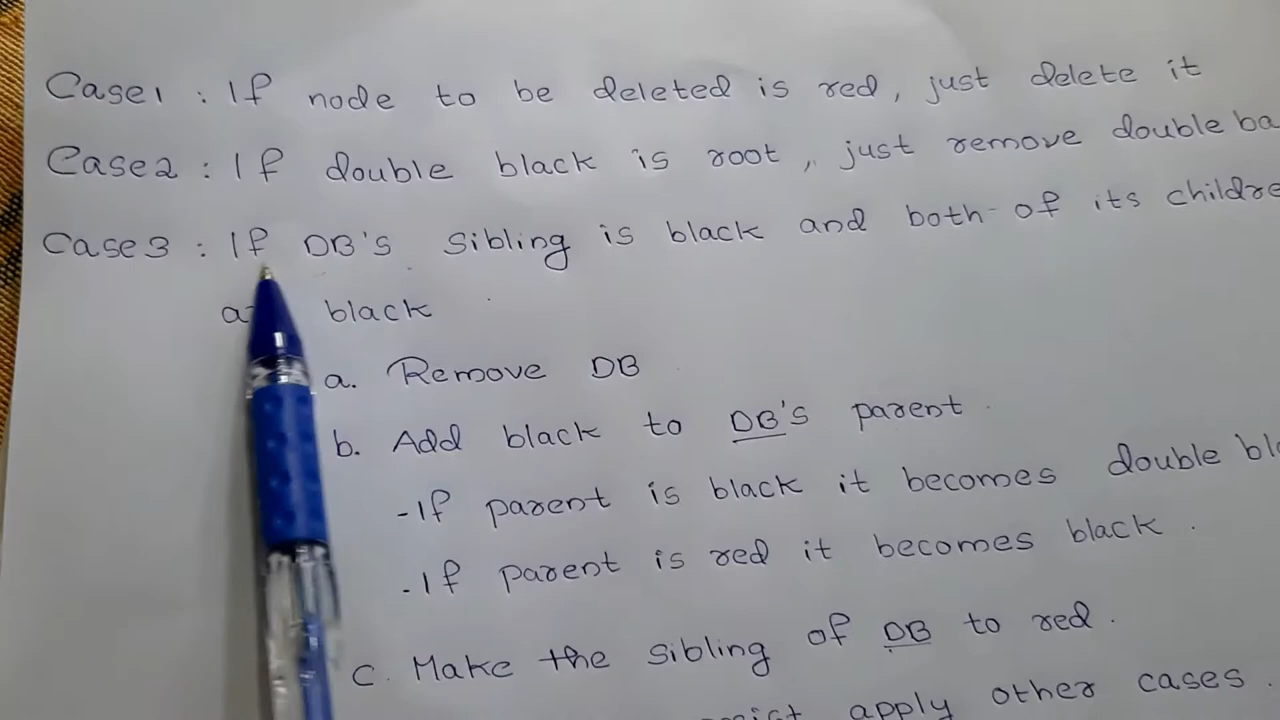 Case1 : If node to be deleted is red, just delete it
Case2 : If double black is root, just remove double
Case3 : If DB's sibling is black and both of its
black
a. Remove DB
b. Add black to DB's parent.
-If parent is black it becomes double
-If parent is red it becomes black.
c. Make the sibling of DB to red.
apply other cases.